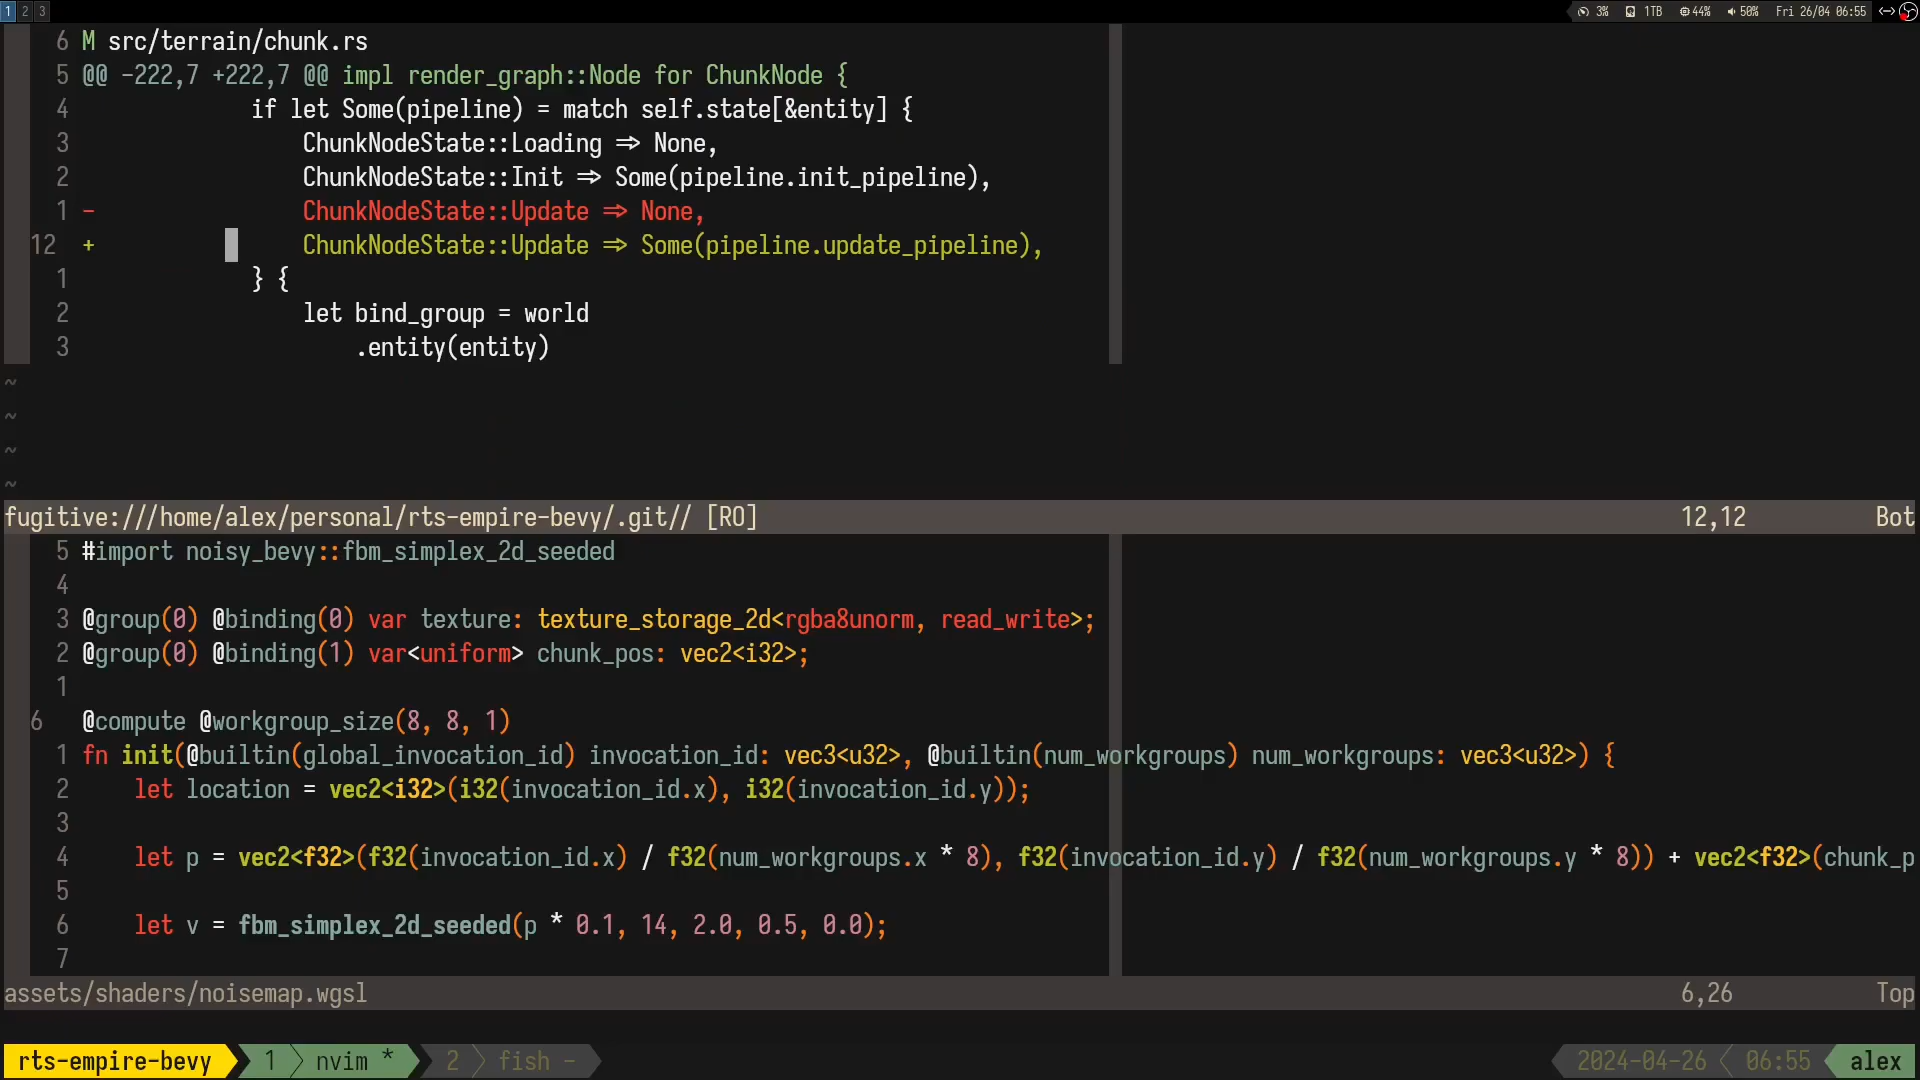 1 2 3 3% 1TB 44% 50% Fri 26/04 06:55
6 M src/terrain/chunk.rs
5 @@ -222,7 +222,7 @@ impl render_graph::Node for ChunkNode {
4 if let Some(pipeline) = match self.state[&entity] {
3 ChunkNodeState::Loading => None,
2 ChunkNodeState::Init => Some(pipeline.init_pipeline),
1 - ChunkNodeState::Update => None,
12 + ChunkNodeState::Update => Some(pipeline.update_pipeline),
1 } {
2 let bind_group = world
3 .entity(entity)
~
~
~
~
fugitive:///home/alex/personal/rts-empire-bevy/.git// [RO] 12,12 Bot
5 #import noisy_bevy::fbm_simplex_2d_seeded
4
3 @group(0) @binding(0) var texture: texture_storage_2d<rgba8unorm, read_write>;
2 @group(0) @binding(1) var<uniform> chunk_pos: vec2<i32>;
1
6 @compute @workgroup_size(8, 8, 1)
1 fn init(@builtin(global_invocation_id) invocation_id: vec3<u32>, @builtin(num_workgroups) num_workgroups: vec3<u32>) {
2 let location = vec2<i32>(i32(invocation_id.x), i32(invocation_id.y));
3
4 let p = vec2<f32>(f32(invocation_id.x) / f32(num_workgroups.x * 8), f32(invocation_id.y) / f32(num_workgroups.y * 8)) + vec2<f32>(chunk_p
5
6 let v = fbm_simplex_2d_seeded(p * 0.1, 14, 2.0, 0.5, 0.0);
7
assets/shaders/noisemap.wgsl 6,26 Top
rts-empire-bevy 1 nvim * 2 fish - 2024-04-26 06:55 alex